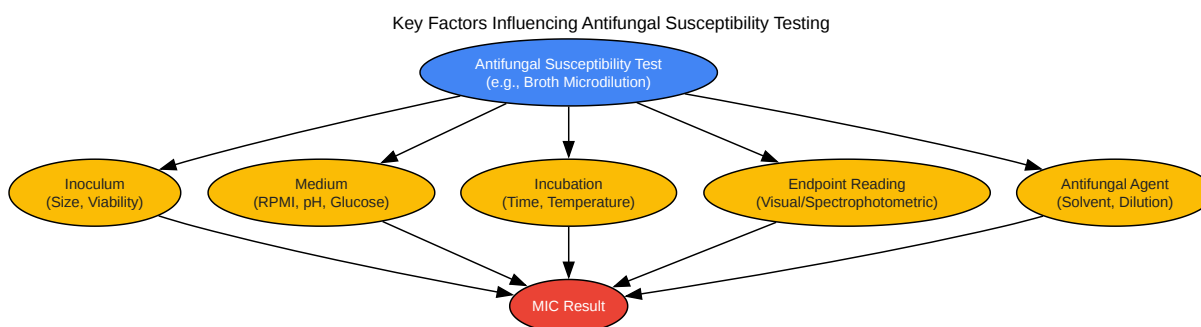 Key Factors Influencing Antifungal Susceptibility Testing
Antifungal Susceptibility Test
(e.g., Broth Microdilution)
Inoculum
(Size, Viability)
Medium
(RPMI, pH, Glucose)
Incubation
(Time, Temperature)
Endpoint Reading
(Visual/Spectrophotometric)
Antifungal Agent
(Solvent, Dilution)
MIC Result